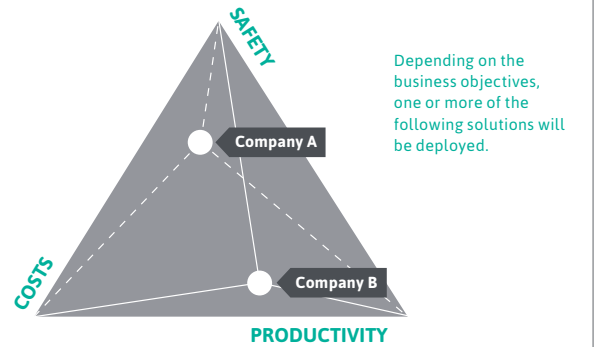 SAFETY
Depending on the
business objectives,
one or more of the
following solutions will
be deployed.
Company A
COSTS
Company B
PRODUCTIVITY